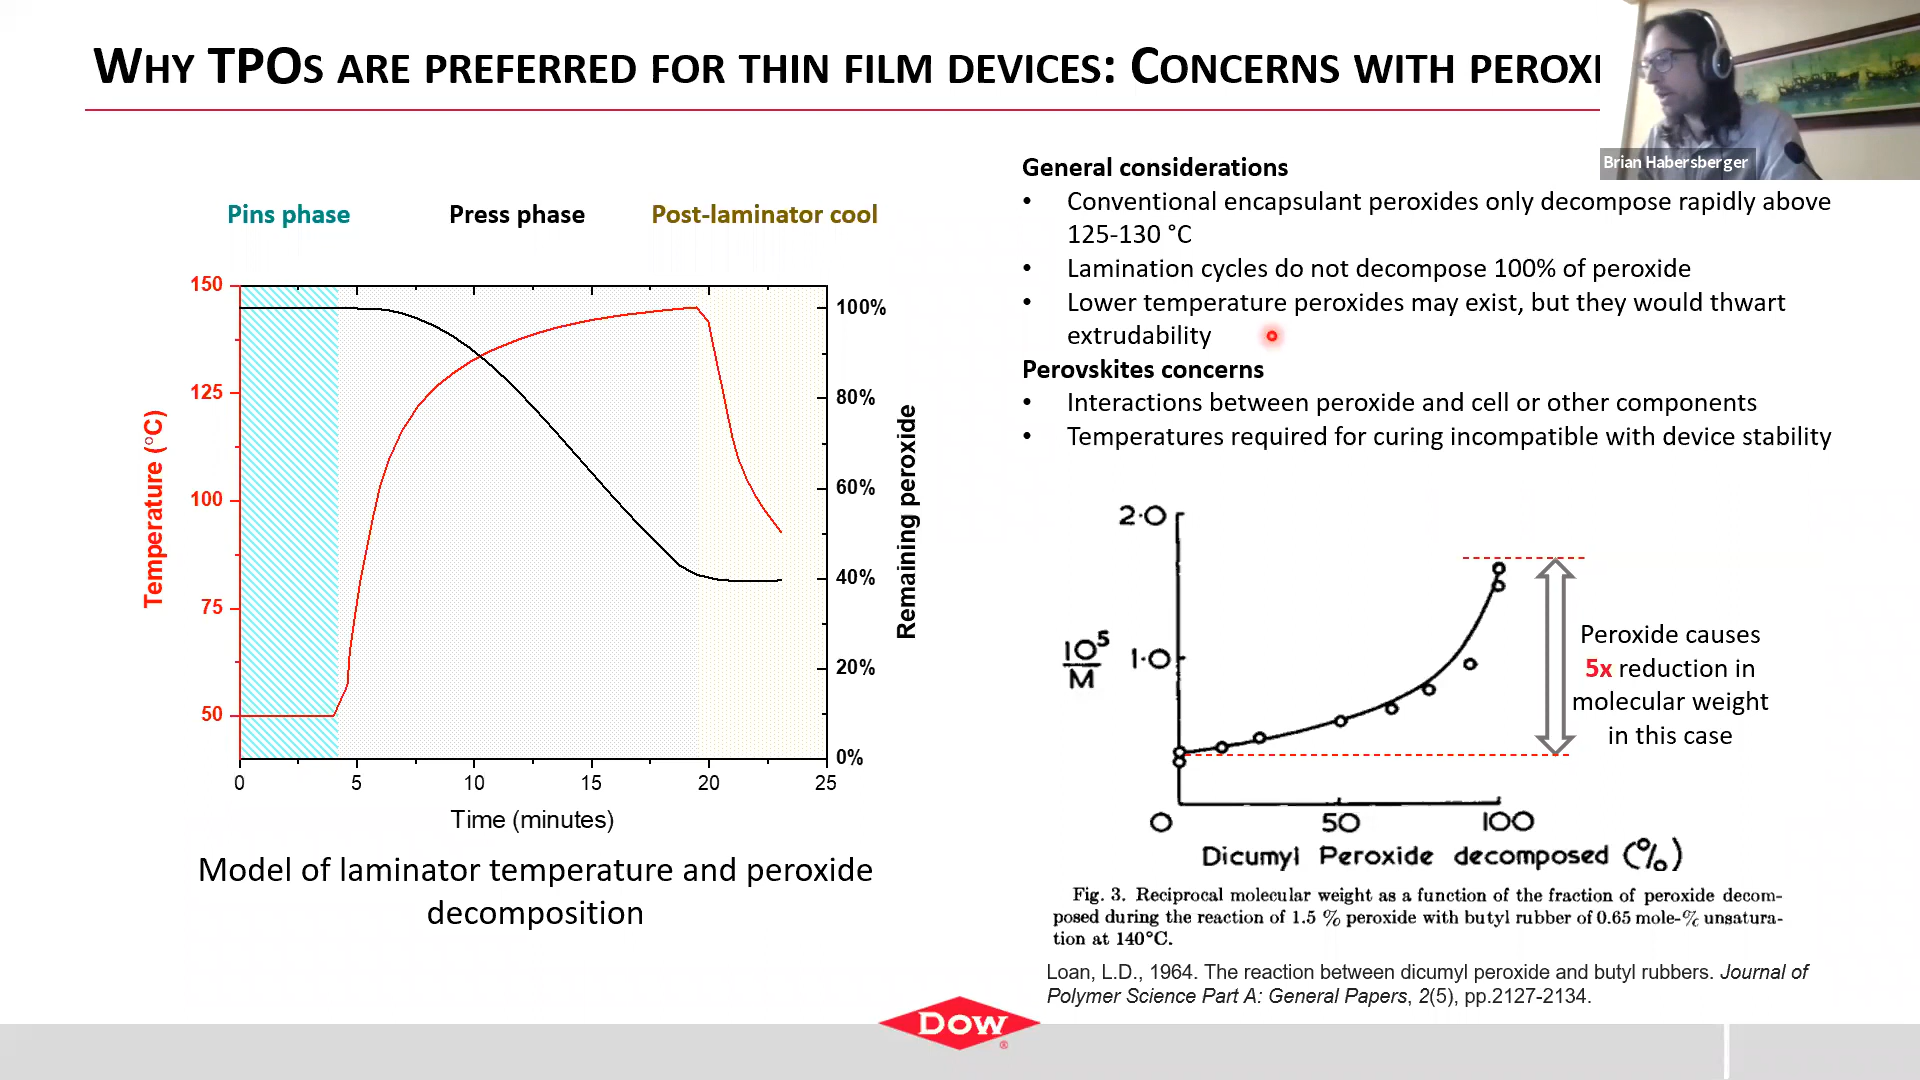 WHY TPOS ARE PREFERRED FOR THIN FILM DEVICES: CONCERNS WITH PEROXI
Brian Habersberger
General considerations
• Conventional encapsulant peroxides only decompose rapidly above
125-130 °C
• Lamination cycles do not decompose 100% of peroxide
• Lower temperature peroxides may exist, but they would thwart
extrudability
Perovskites concerns
• Interactions between peroxide and cell or other components
• Temperatures required for curing incompatible with device stability
Pins phase
Press phase
Post-laminator cool
150
125
100
75
50
Temperature (°C)
100%
80%
60%
40%
20%
0%
Remaining peroxide
0 5 10 15 20 25
Time (minutes)
Model of laminator temperature and peroxide
decomposition
2·0
1·0
10⁵
M
0 50 100
Dicumyl Peroxide decomposed (%)
Peroxide causes
5x reduction in
molecular weight
in this case
Fig. 3. Reciprocal molecular weight as a function of the fraction of peroxide decom-
posed during the reaction of 1.5 % peroxide with butyl rubber of 0.65 mole-% unsatura-
tion at 140°C.
Loan, L.D., 1964. The reaction between dicumyl peroxide and butyl rubbers. Journal of
Polymer Science Part A: General Papers, 2(5), pp.2127-2134.
DOW
®